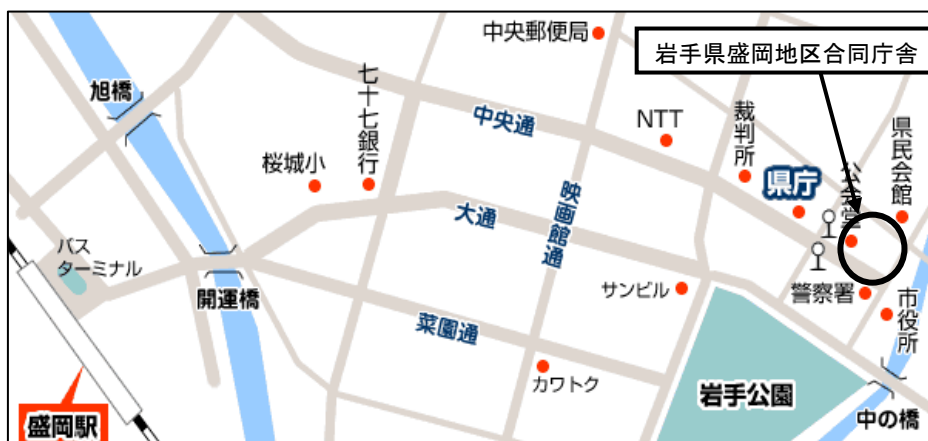 中央郵便局
岩手県盛岡地区合同庁舎
旭橋
七十七銀行
中央通
NTT
裁判所
県民会館
桜城小
県庁
公会堂
大通
映画館通
バス
ターミナル
開運橋
サンビル
警察署
市役所
菜園通
カワトク
岩手公園
盛岡駅
中の橋